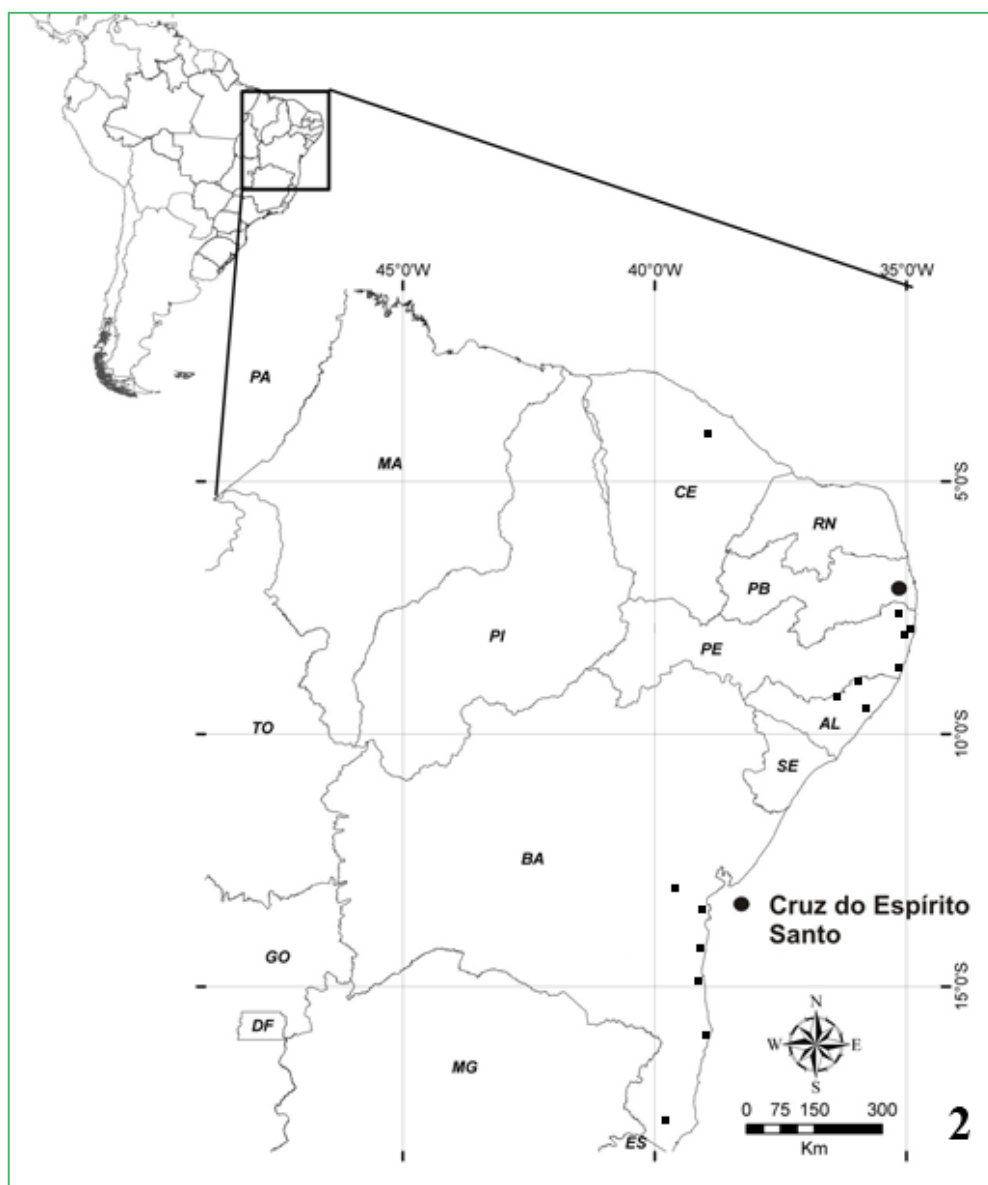 45°0'W 40°0'W 35°0'W
PA
MA
CE
5°0'S
RN
PB
PI
PE
AL
TO
10°0'S
SE
BA
Cruz do Espírito
Santo
GO
15°0'S
DF
N
W E
S
MG
0 75 150 300
Km
2
ES